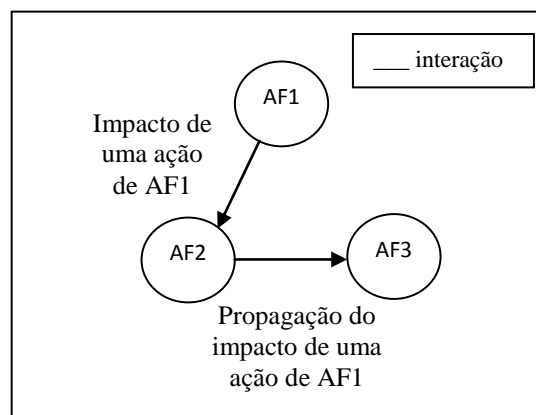 ___ interação
AF1
Impacto de
uma ação
de AF1
AF2
AF3
Propagação do
impacto de uma
ação de AF1